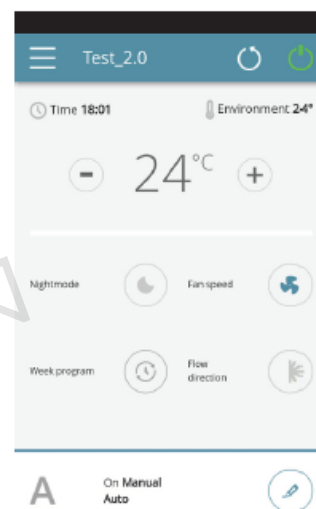 Test_2.0
Time 18:01
Environment 24°
- 24°C +
Nightmode
Fan speed
Week program
Flow
direction
A
On Manual
Auto